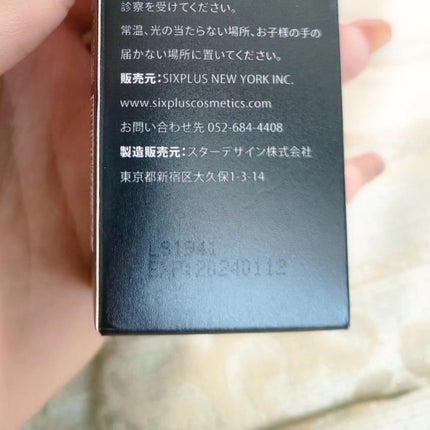 診察を受けてください。
常温、光の当たらない場所、お子様の手の
届かない場所に置いてください。
販売元:SIXPLUS NEW YORK INC.
www.sixpluscosmetics.com
お問い合わせ先 052-684-4408
製造販売元:スターデザイン株式会社
東京都新宿区大久保1-3-14
LS1941
EXP:20240112